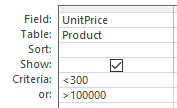 Field: UnitPrice
Table: Product
Sort:
Show:
Criteria: <300
or: >100000